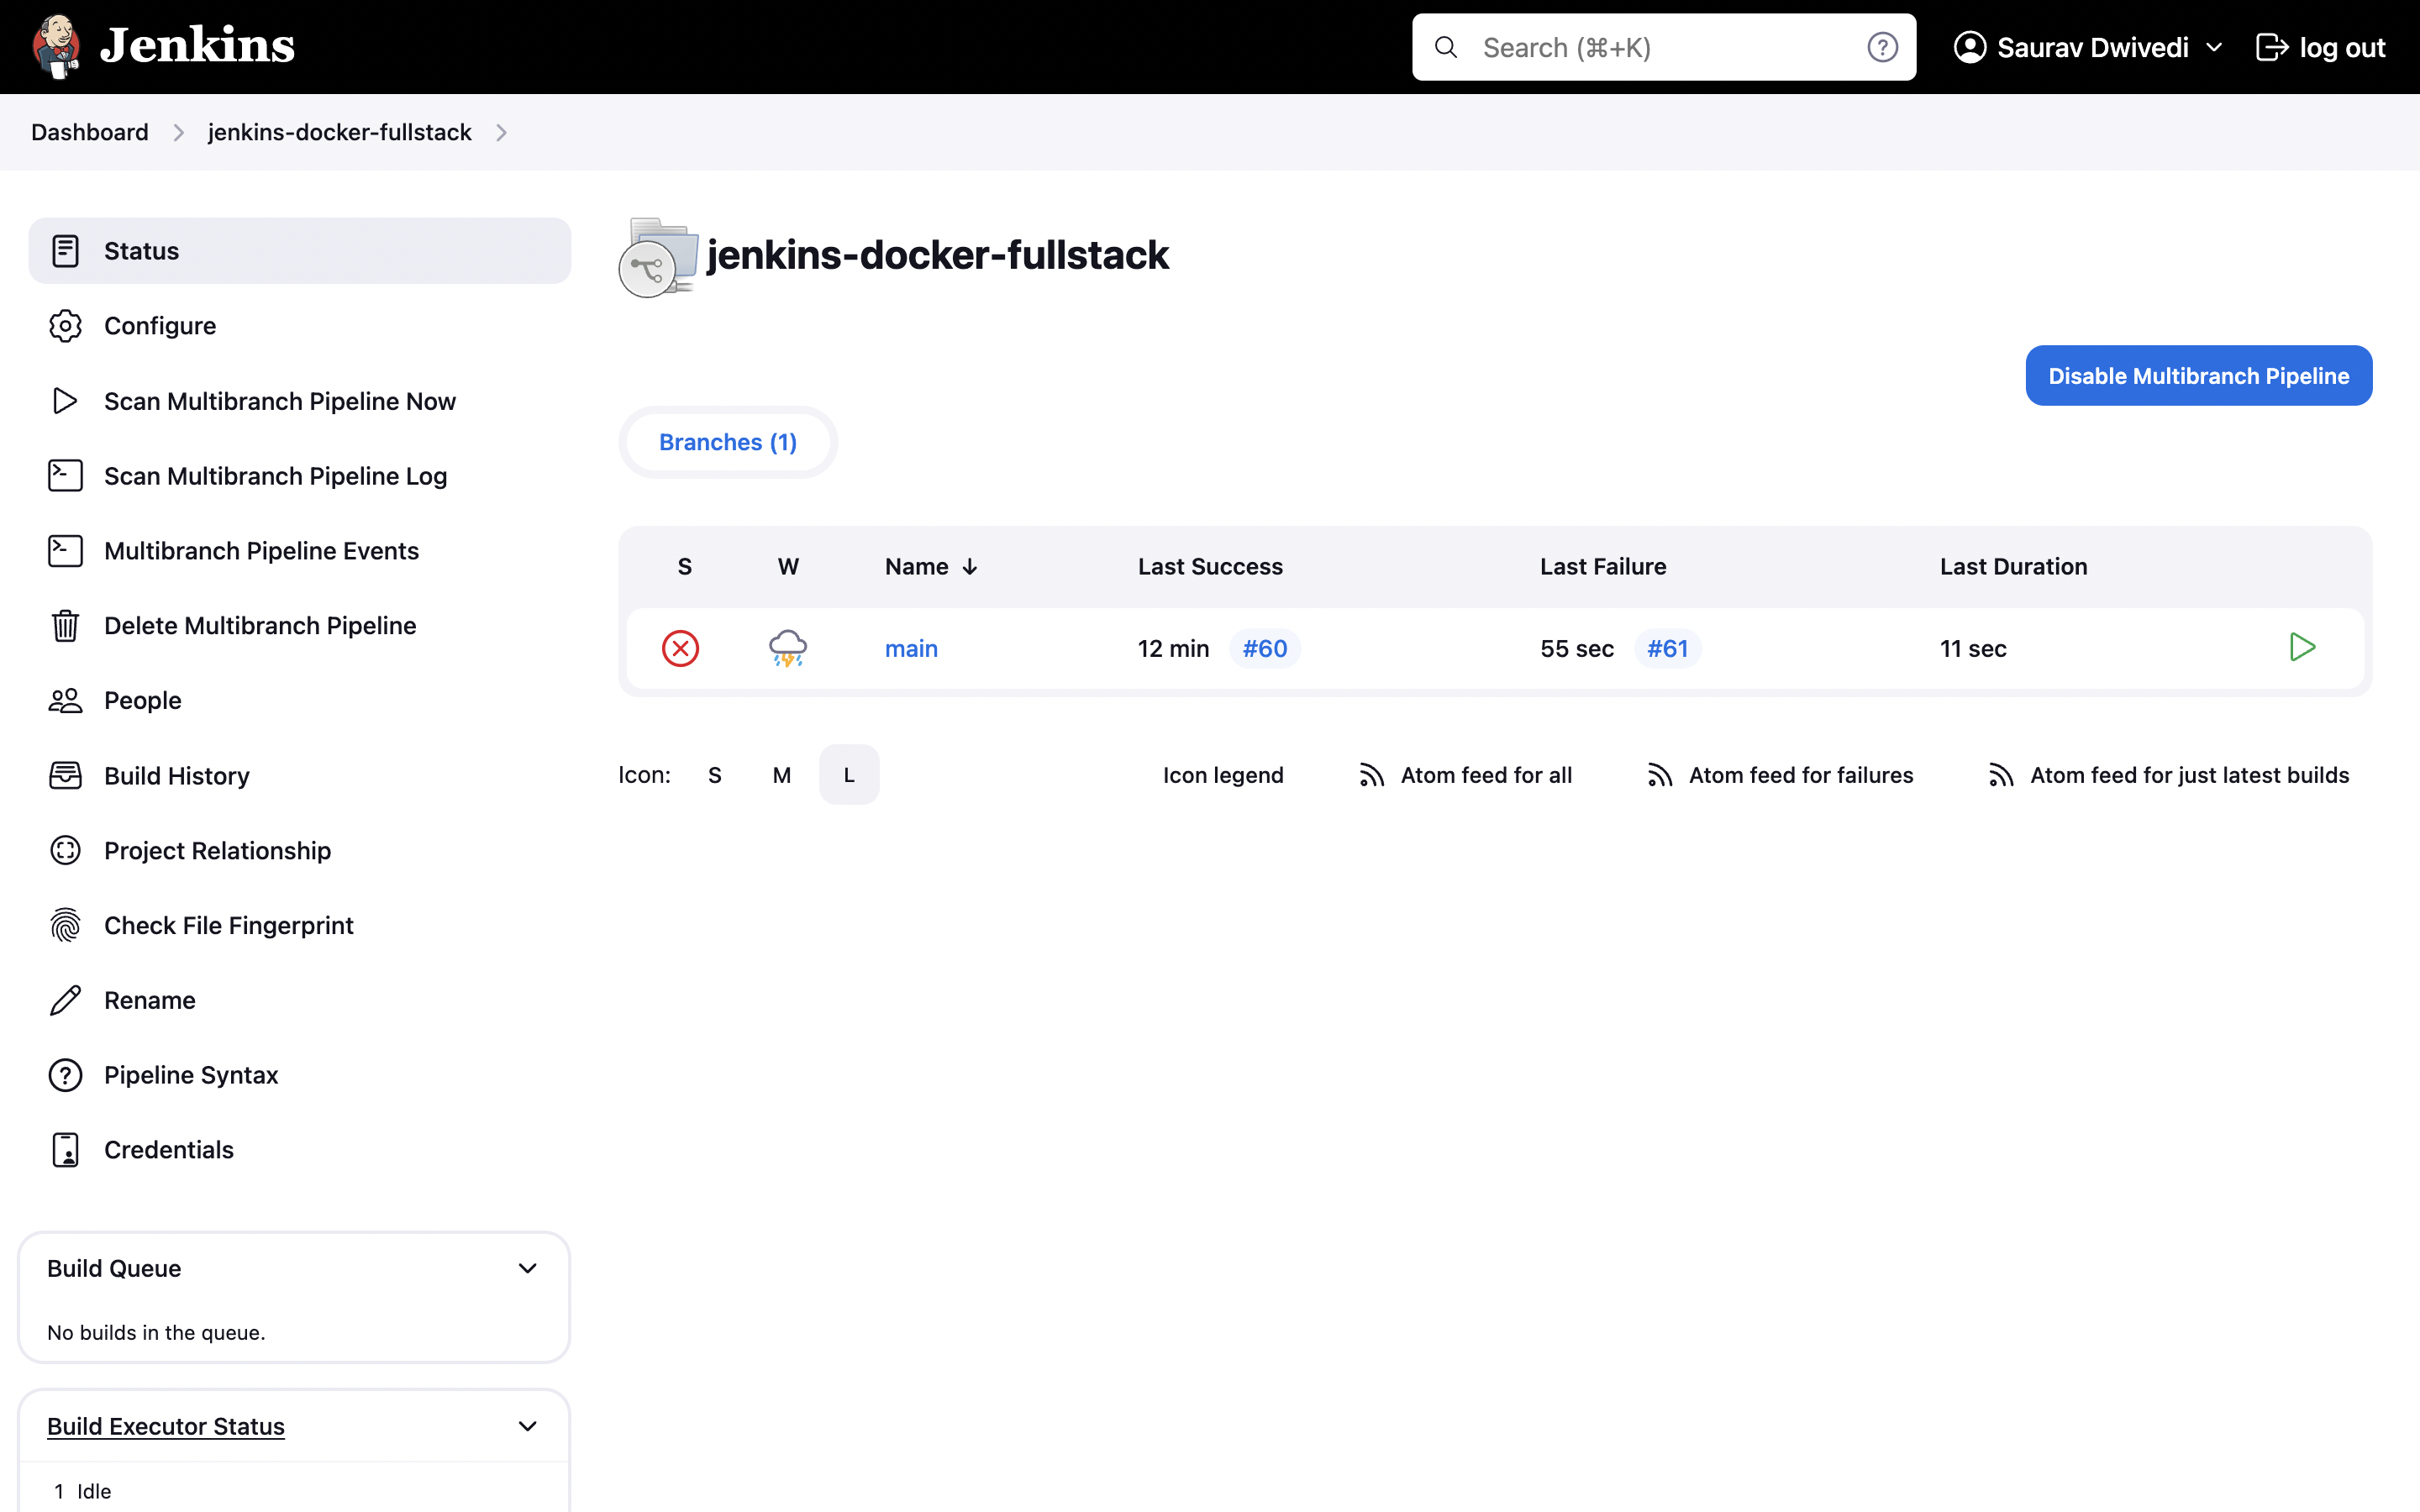 Jenkins
Search (⌘+K)
Saurav Dwivedi
log out
Dashboard
jenkins-docker-fullstack
Status
Configure
Scan Multibranch Pipeline Now
Scan Multibranch Pipeline Log
Multibranch Pipeline Events
Delete Multibranch Pipeline
People
Build History
Project Relationship
Check File Fingerprint
Rename
Pipeline Syntax
Credentials
Build Queue
No builds in the queue.
Build Executor Status
1 Idle
jenkins-docker-fullstack
Disable Multibranch Pipeline
Branches (1)
S W Name ↓ Last Success Last Failure Last Duration
main 12 min #60 55 sec #61 11 sec
Icon: S M L
Icon legend
Atom feed for all
Atom feed for failures
Atom feed for just latest builds